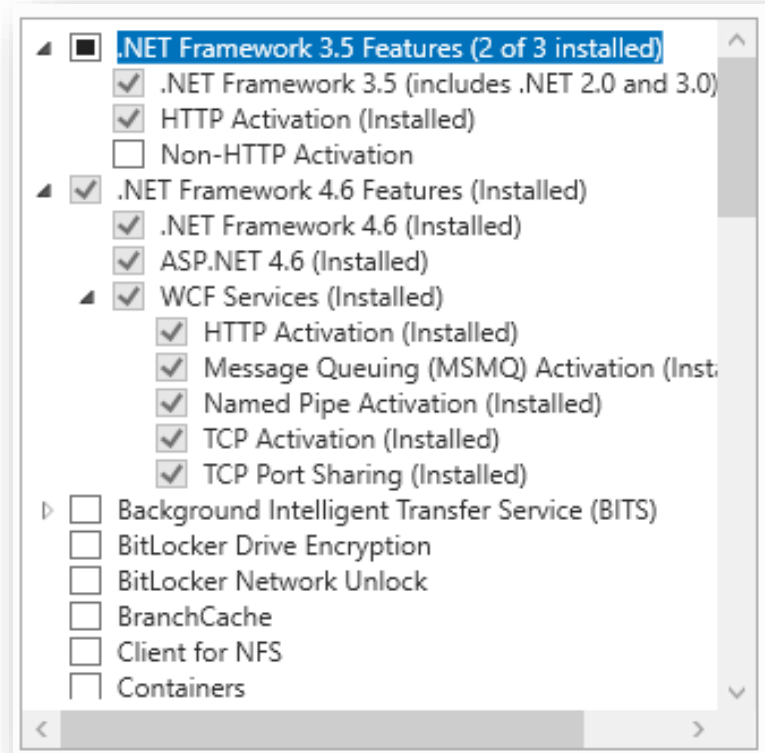 .NET Framework 3.5 Features (2 of 3 installed)
.NET Framework 3.5 (includes .NET 2.0 and 3.0)
HTTP Activation (Installed)
Non-HTTP Activation
.NET Framework 4.6 Features (Installed)
.NET Framework 4.6 (Installed)
ASP.NET 4.6 (Installed)
WCF Services (Installed)
HTTP Activation (Installed)
Message Queuing (MSMQ) Activation (Inst
Named Pipe Activation (Installed)
TCP Activation (Installed)
TCP Port Sharing (Installed)
Background Intelligent Transfer Service (BITS)
BitLocker Drive Encryption
BitLocker Network Unlock
BranchCache
Client for NFS
Containers